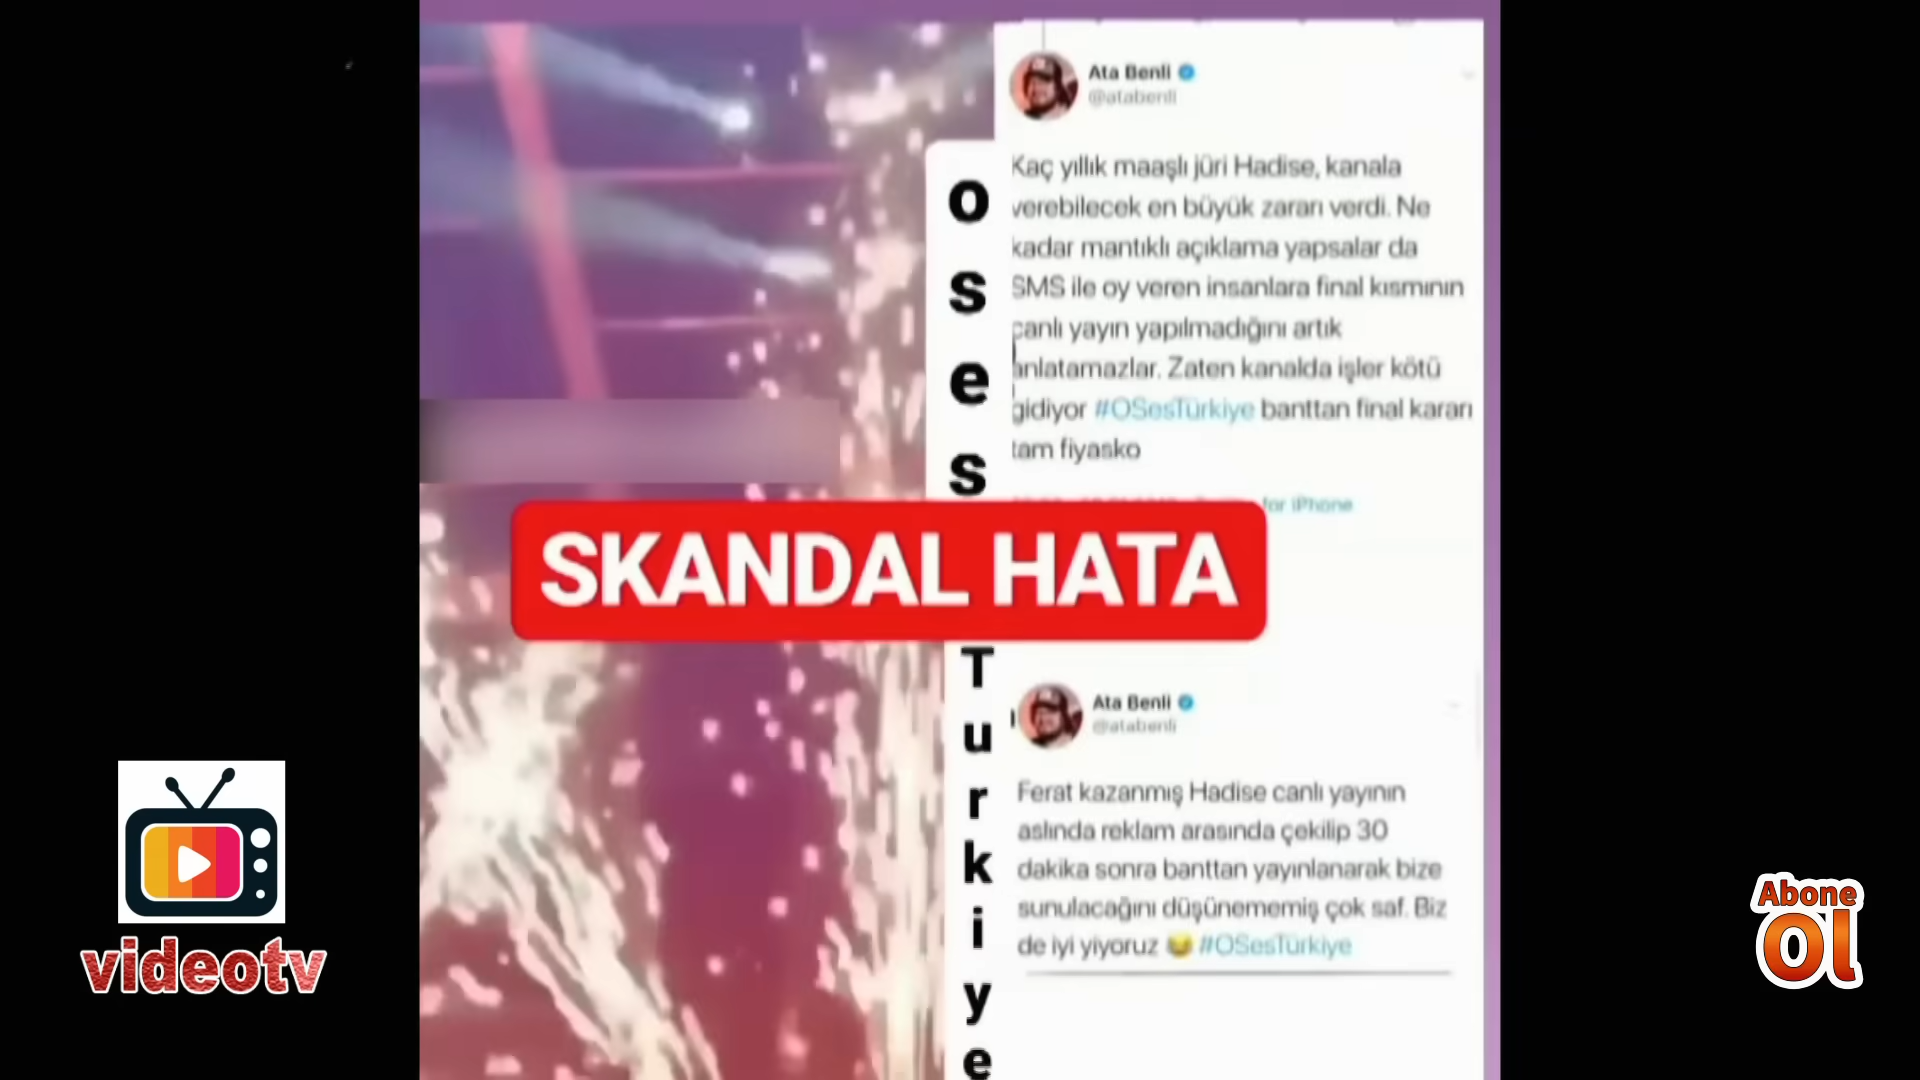 Ata Benli
@atabenli
Kaç yıllık maaşlı jüri Hadise, kanala
verebilecek en büyük zararı verdi. Ne
kadar mantıklı açıklama yapsalar da
SMS ile oy veren insanlara final kısmının
canlı yayın yapılmadığını artık
anlatamazlar. Zaten kanalda işler kötü
gidiyor #OSesTürkiye banttan final kararı
tam fiyasko
for iPhone
o
s
e
s
SKANDAL HATA
T
u
r
k
i
y
e
Ata Benli
@atabenli
Ferat kazanmış Hadise canlı yayının
aslında reklam arasında çekilip 30
dakika sonra banttan yayınlanarak bize
sunulacağını düşünememiş çok saf. Biz
de iyi yiyoruz 😂 #OSesTürkiye
videotv
Abone
Ol